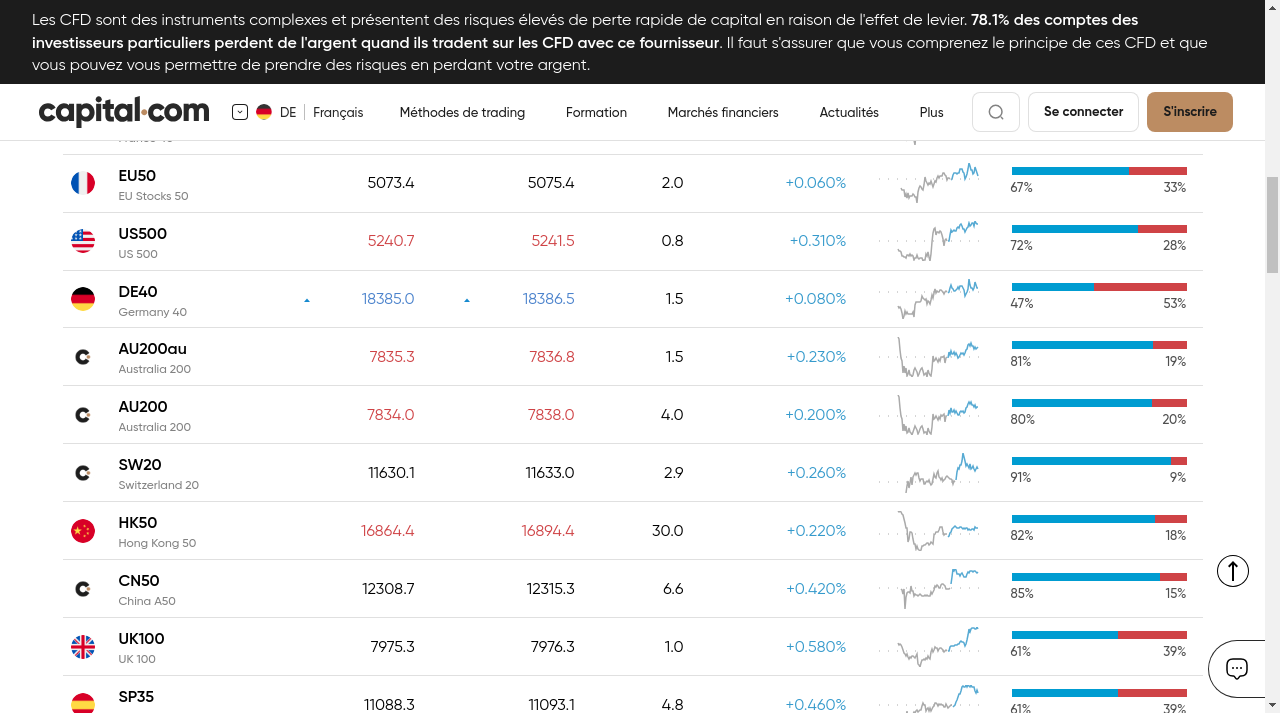 Les CFD sont des instruments complexes et présentent des risques élevés de perte rapide de capital en raison de l'effet de levier. 78.1% des comptes des
investisseurs particuliers perdent de l'argent quand ils tradent sur les CFD avec ce fournisseur. Il faut s'assurer que vous comprenez le principe de ces CFD et que
vous pouvez vous permettre de prendre des risques en perdant votre argent.
capital.com DE Français Méthodes de trading Formation Marchés financiers Actualités Plus Se connecter S'inscrire
EU50 5073.4 5075.4 2.0 +0.060%
EU Stocks 50 67% 33%
US500 5240.7 5241.5 0.8 +0.310%
US 500 72% 28%
DE40 18385.0 18386.5 1.5 +0.080%
Germany 40 47% 53%
AU200au 7835.3 7836.8 1.5 +0.230%
Australia 200 81% 19%
AU200 7834.0 7838.0 4.0 +0.200%
Australia 200 80% 20%
SW20 11630.1 11633.0 2.9 +0.260%
Switzerland 20 91% 9%
HK50 16864.4 16894.4 30.0 +0.220%
Hong Kong 50 82% 18%
CN50 12308.7 12315.3 6.6 +0.420%
China A50 85% 15%
UK100 7975.3 7976.3 1.0 +0.580%
UK 100 61% 39%
SP35 11088.3 11093.1 4.8 +0.460%
61% 39%